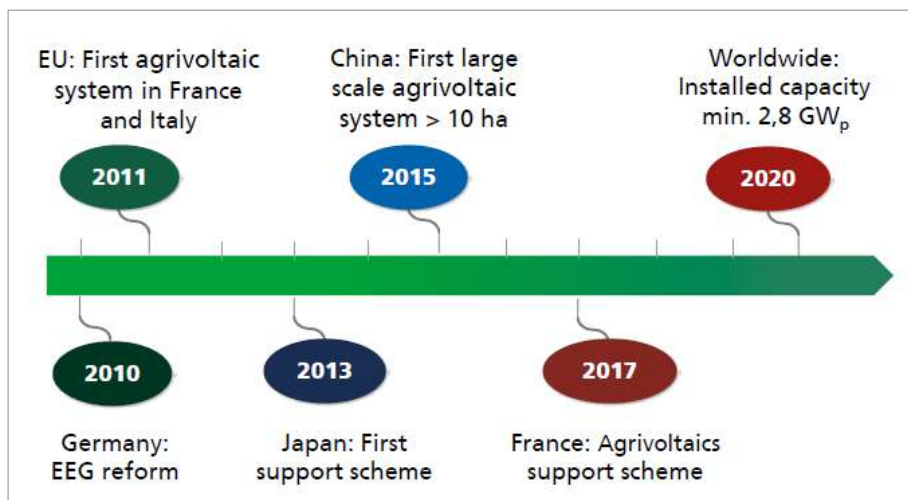 EU: First agrivoltaic
system in France
and Italy
2011
China: First large
scale agrivoltaic
system > 10 ha
2015
Worldwide:
Installed capacity
min. 2,8 GWp
2020
2010
Germany:
EEG reform
2013
Japan: First
support scheme
2017
France: Agrivoltaics
support scheme